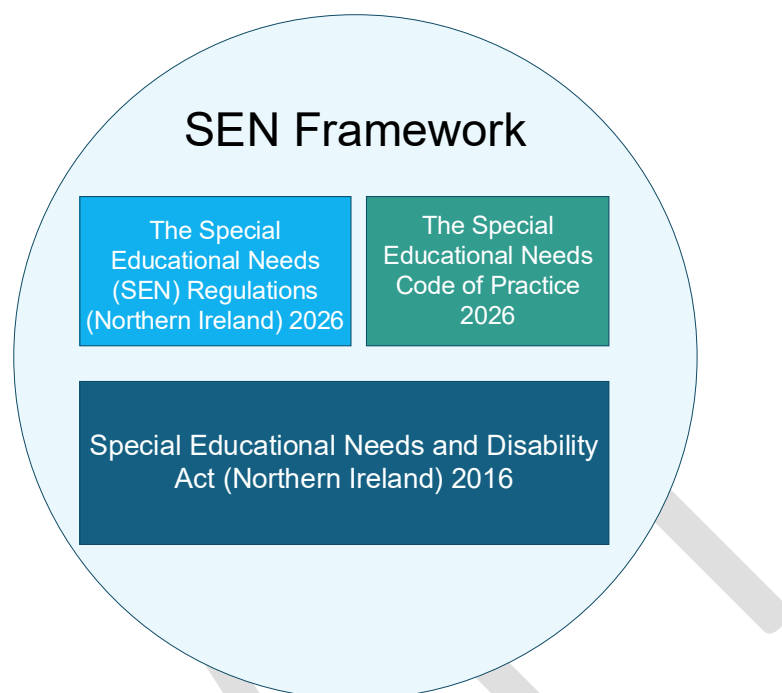 SEN Framework
The Special
Educational Needs
(SEN) Regulations
(Northern Ireland) 2026
The Special
Educational Needs
Code of Practice
2026
Special Educational Needs and Disability
Act (Northern Ireland) 2016